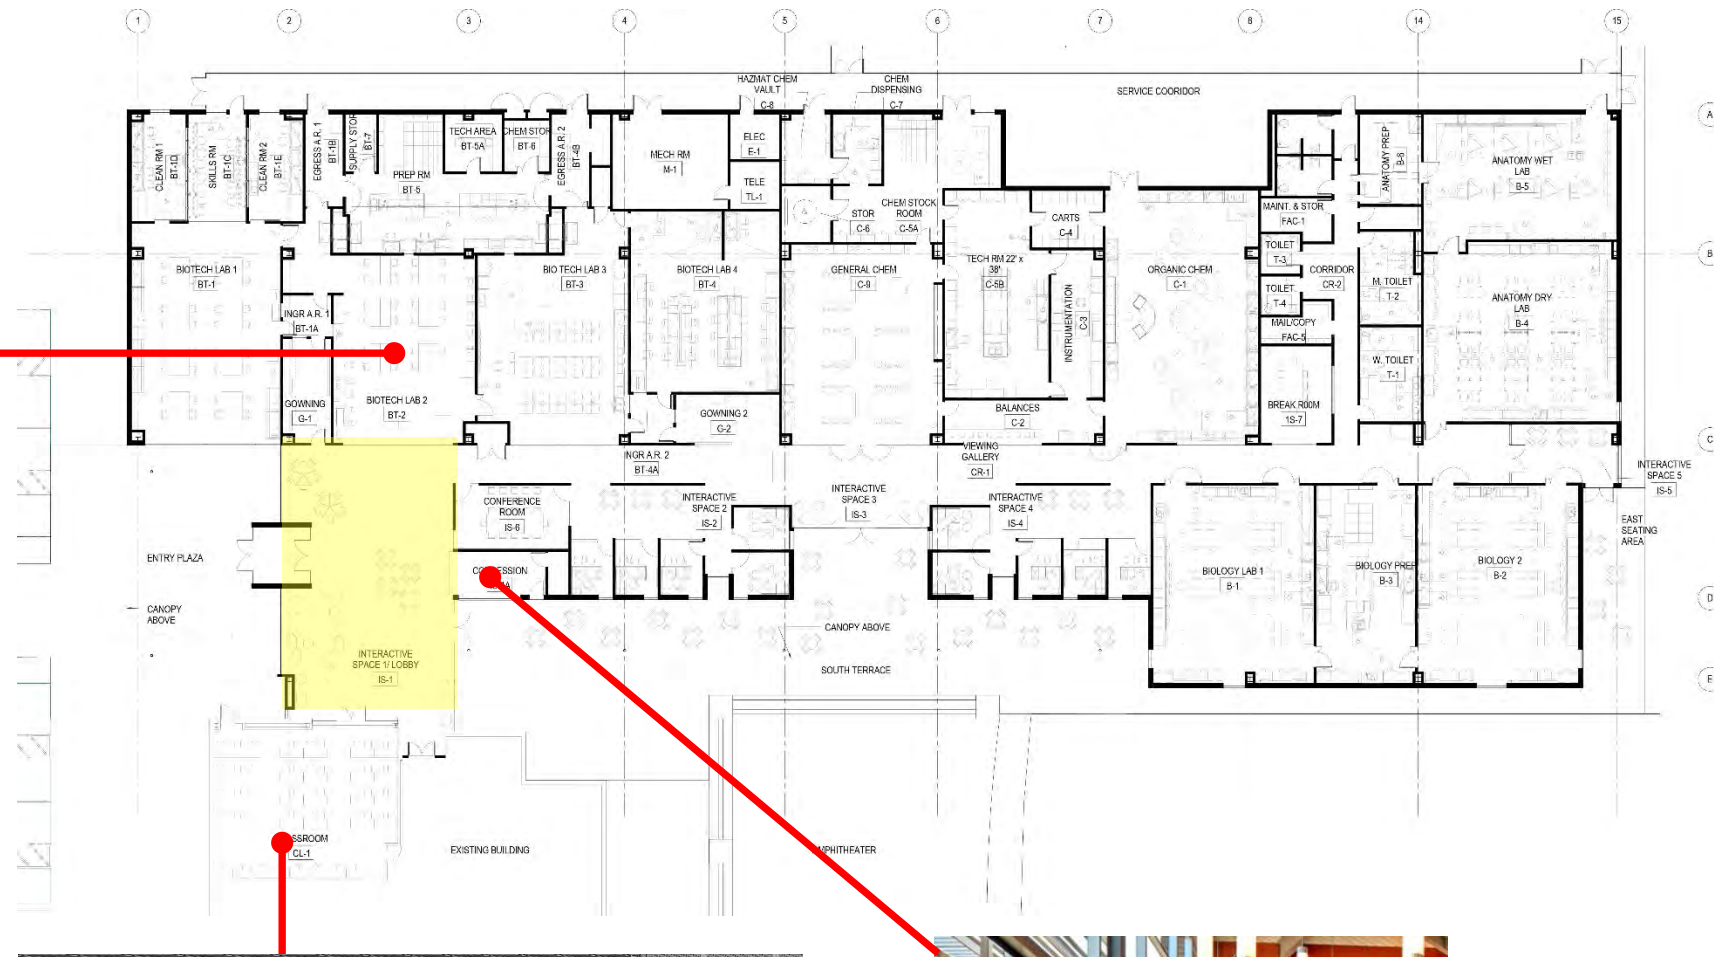 1 2 3 4 5 6 7 8 14 15
HAZMAT CHEM
VAULT
C-8
CHEM
DISPENSING
C-7
SERVICE COORIDOR
A
CLEAN RM 1
BT-1D
SKILLS RM
BT-1C
CLEAN RM 2
BT-1E
EGRESS A.R. 1
BT-1B
SUPPLY STOR
BT-7
PREP RM
BT-5
TECH AREA
BT-5A
CHEM STOR
BT-6
EGRESS A.R. 2
BT-4B
MECH RM
M-1
ELEC
E-1
TELE
TL-1
STOR
C-6
CHEM STOCK
ROOM
C-5A
CARTS
C-4
MAINT. & STOR
FAC-1
ANATOMY PREP
B-6
ANATOMY WET
LAB
B-5
B
BIOTECH LAB 1
BT-1
INGR A.R. 1
BT-1A
BIO TECH LAB 3
BT-3
BIOTECH LAB 4
BT-4
GENERAL CHEM
C-9
TECH RM 22' x
38'
C-5B
INSTRUMENTATION
C-3
ORGANIC CHEM
C-1
TOILET
T-3
TOILET
T-4
CORRIDOR
CR-2
M. TOILET
T-2
ANATOMY DRY
LAB
B-4
MAIL/COPY
FAC-5
W. TOILET
T-1
GOWNING
G-1
BIOTECH LAB 2
BT-2
GOWNING 2
G-2
BALANCES
C-2
BREAK ROOM
1S-7
C
INGR A.R. 2
BT-4A
VIEWING
GALLERY
CR-1
INTERACTIVE
SPACE 5
IS-5
CONFERENCE
ROOM
IS-6
INTERACTIVE
SPACE 2
IS-2
INTERACTIVE
SPACE 3
IS-3
INTERACTIVE
SPACE 4
IS-4
EAST
SEATING
AREA
ENTRY PLAZA
BIOLOGY LAB 1
B-1
BIOLOGY PREP
B-3
BIOLOGY 2
B-2
D
CANOPY
ABOVE
CANOPY ABOVE
INTERACTIVE
SPACE 1/ LOBBY
IS-1
SOUTH TERRACE
E
CL-1
EXISTING BUILDING